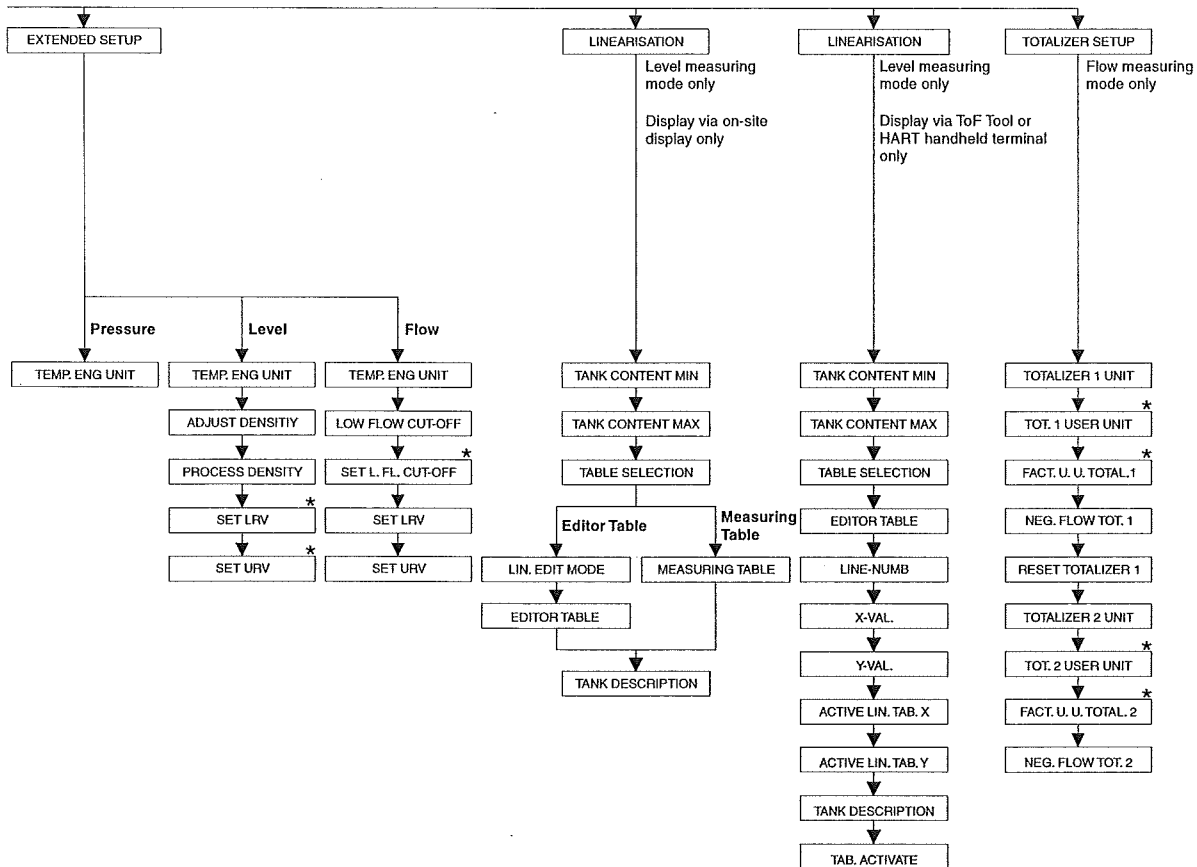 EXTENDED SETUP
LINEARISATION
LINEARISATION
TOTALIZER SETUP
Level measuring
mode only
Display via on-site
display only
Level measuring
mode only
Display via ToF Tool or
HART handheld terminal
only
Flow measuring
mode only
Pressure
Level
Flow
TEMP. ENG UNIT
TEMP. ENG UNIT
ADJUST DENSITIY
PROCESS DENSITY
*
SET LRV
*
SET URV
TEMP. ENG UNIT
LOW FLOW CUT-OFF
*
SET L. FL. CUT-OFF
SET LRV
SET URV
TANK CONTENT MIN
TANK CONTENT MAX
TABLE SELECTION
Editor Table
Measuring
Table
LIN. EDIT MODE
MEASURING TABLE
EDITOR TABLE
TANK DESCRIPTION
TANK CONTENT MIN
TANK CONTENT MAX
TABLE SELECTION
EDITOR TABLE
LINE-NUMB
X-VAL.
Y-VAL.
ACTIVE LIN. TAB. X
ACTIVE LIN. TAB. Y
TANK DESCRIPTION
TAB. ACTIVATE
TOTALIZER 1 UNIT
*
TOT. 1 USER UNIT
*
FACT. U. U. TOTAL. 1
NEG. FLOW TOT. 1
RESET TOTALIZER 1
TOTALIZER 2 UNIT
*
TOT. 2 USER UNIT
*
FACT. U. U. TOTAL. 2
NEG. FLOW TOT. 2